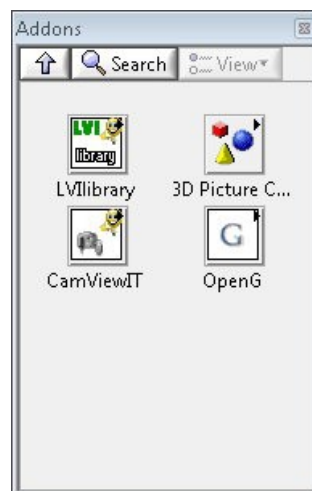 Addons
Search View
LVI
library
LVIlibrary 3D Picture C...
G
CamViewIT OpenG